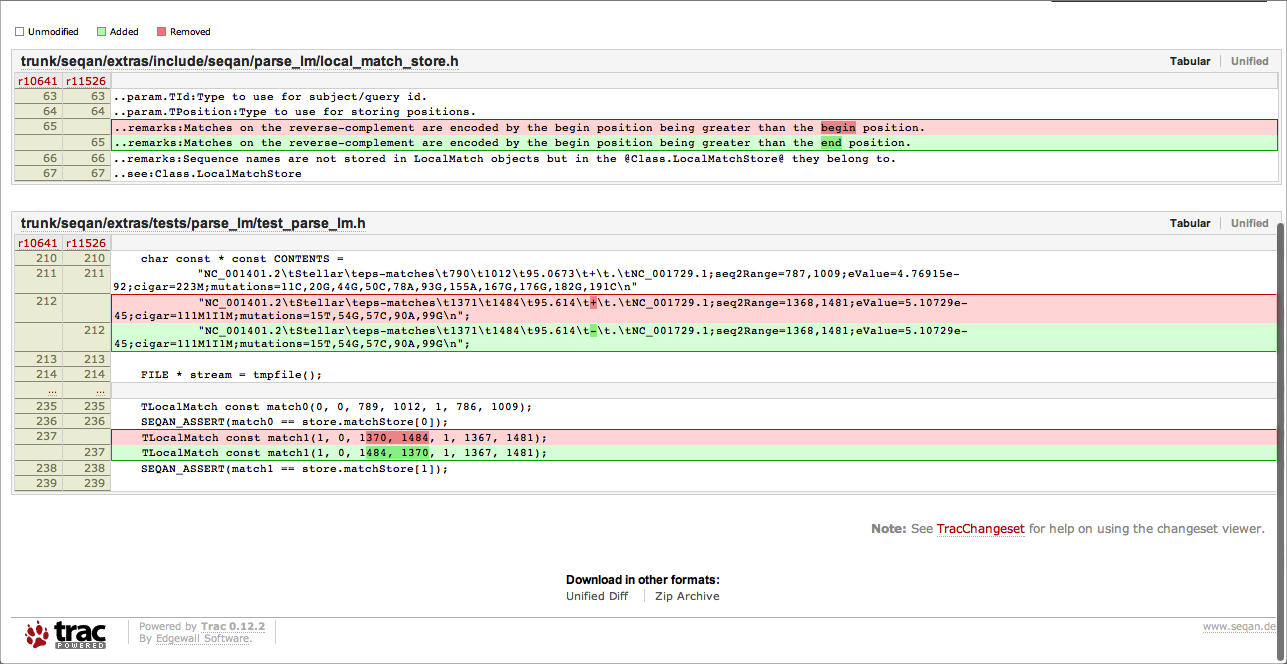 Unmodified Added Removed
trunk/seqan/extras/include/seqan/parse_lm/local_match_store.h Tabular Unified
r10641 r11526
63 63 ..param.TId:Type to use for subject/query id.
64 64 ..param.TPosition:Type to use for storing positions.
65 ..remarks:Matches on the reverse-complement are encoded by the begin position being greater than the begin position.
65 ..remarks:Matches on the reverse-complement are encoded by the begin position being greater than the end position.
66 66 ..remarks:Sequence names are not stored in LocalMatch objects but in the @Class.LocalMatchStore@ they belong to.
67 67 ..see:Class.LocalMatchStore
trunk/seqan/extras/tests/parse_lm/test_parse_lm.h Tabular Unified
r10641 r11526
210 210 char const * const CONTENTS =
211 211 "NC_001401.2\tStellar\teps-matches\t790\t1012\t95.0673\t+\t.\tNC_001729.1;seq2Range=787,1009;eValue=4.76915e-
92;cigar=223M;mutations=11C,20G,44G,50C,78A,93G,155A,167G,176G,182G,191C\n"
212 "NC_001401.2\tStellar\teps-matches\t1371\t1484\t95.614\t+\t.\tNC_001729.1;seq2Range=1368,1481;eValue=5.10729e-
45;cigar=111M1I1M;mutations=15T,54G,57C,90A,99G\n";
212 "NC_001401.2\tStellar\teps-matches\t1371\t1484\t95.614\t-\t.\tNC_001729.1;seq2Range=1368,1481;eValue=5.10729e-
45;cigar=111M1I1M;mutations=15T,54G,57C,90A,99G\n";
213 213
214 214 FILE * stream = tmpfile();
... ...
235 235 TLocalMatch const match0(0, 0, 789, 1012, 1, 786, 1009);
236 236 SEQAN_ASSERT(match0 == store.matchStore[0]);
237 TLocalMatch const match1(1, 0, 1370, 1484, 1, 1367, 1481);
237 TLocalMatch const match1(1, 0, 1484, 1370, 1, 1367, 1481);
238 238 SEQAN_ASSERT(match1 == store.matchStore[1]);
239 239
Note: See TracChangeset for help on using the changeset viewer.
Download in other formats:
Unified Diff Zip Archive
trac POWERED
Powered by Trac 0.12.2
By Edgewall Software.
www.seqan.de